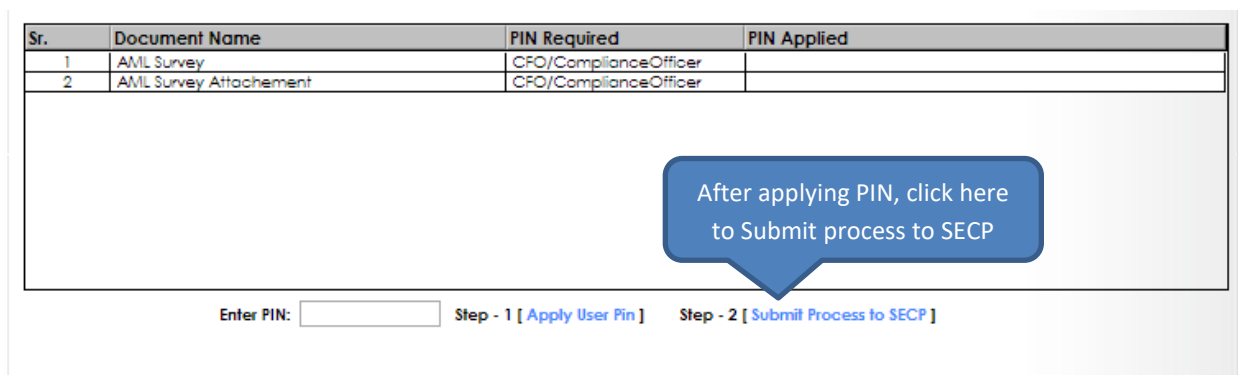 Sr. Document Name PIN Required PIN Applied
1 AML Survey CFO/ComplianceOfficer
2 AML Survey Attachement CFO/ComplianceOfficer
After applying PIN, click here
to Submit process to SECP
Enter PIN: Step - 1 [ Apply User Pin ] Step - 2 [ Submit Process to SECP ]